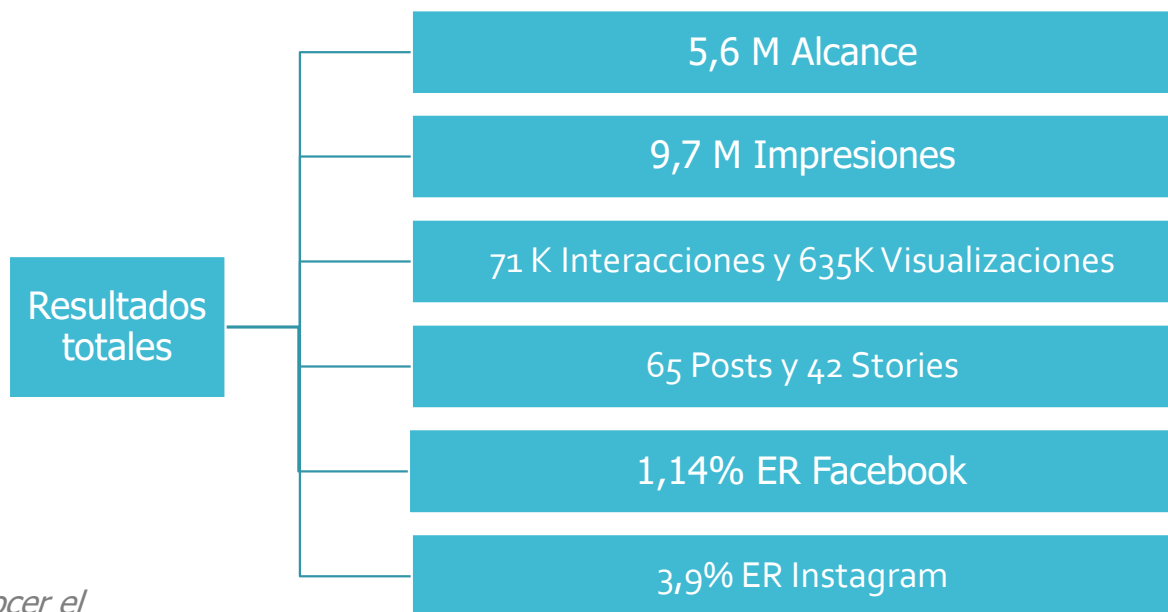 5,6 M Alcance
9,7 M Impresiones
71 K Interacciones y 635K Visualizaciones
Resultados
totales
65 Posts y 42 Stories
1,14% ER Facebook
3,9% ER Instagram
el